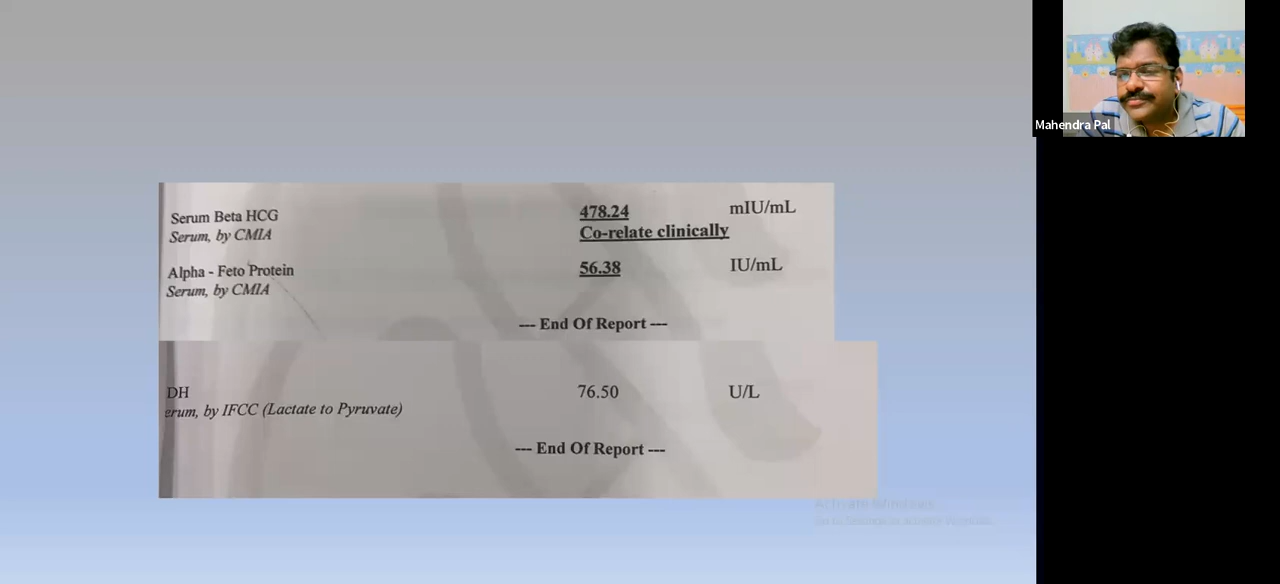 Serum Beta HCG 478.24 mIU/mL
Serum, by CMIA Co-relate clinically
Alpha - Feto Protein 56.38 IU/mL
Serum, by CMIA
--- End Of Report ---
DH 76.50 U/L
erum, by IFCC (Lactate to Pyruvate)
--- End Of Report ---
Mahendra Pal
Activate Windows